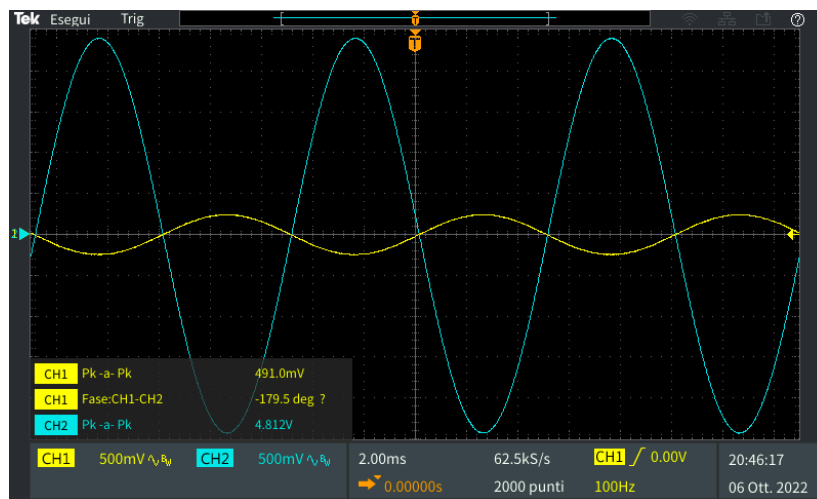 Tek Esegui Trig
T
T
CH1 Pk -a- Pk 491.0mV
CH1 Fase:CH1-CH2 -179.5 deg ?
CH2 Pk -a- Pk 4.812V
CH1 500mV BW CH2 500mV BW 2.00ms 62.5kS/s CH1 0.00V 20:46:17
0.00000s 2000 punti 100Hz 06 Ott. 2022